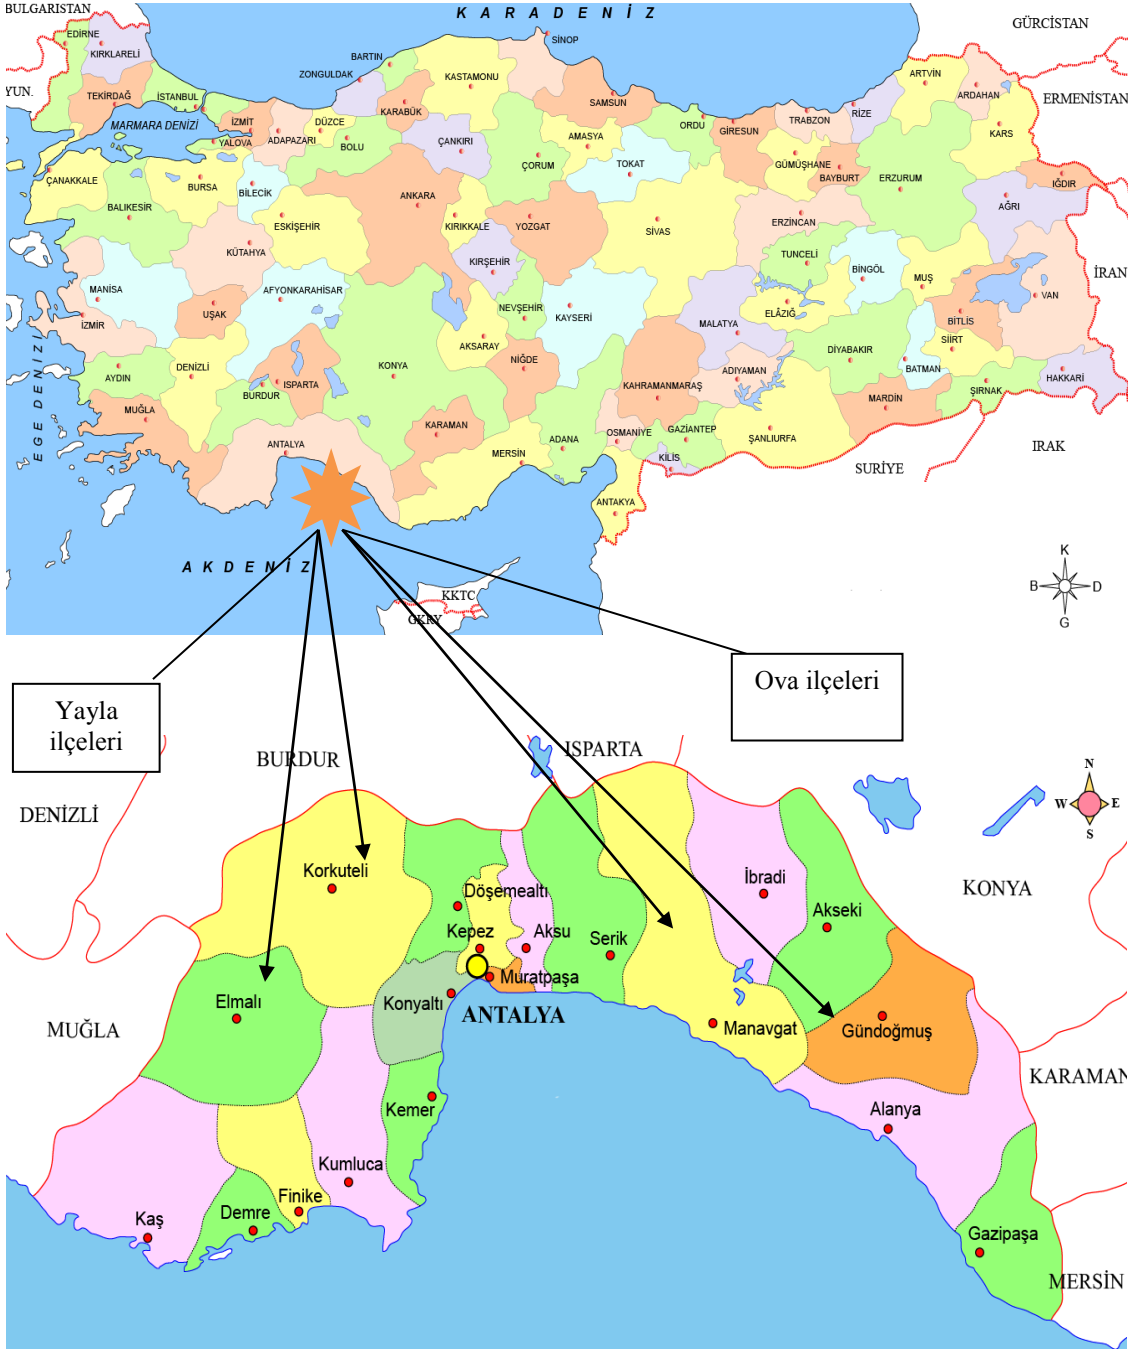 K A R A D E N İ Z
BULGARISTAN
GÜRCİSTAN
EDİRNE
KIRKLARELİ
SİNOP
BARTIN
ZONGULDAK
KASTAMONU
ARTVİN
ARDAHAN
YUN.
TEKİRDAĞ
İSTANBUL
KARABÜK
SAMSUN
ERMENİSTAN
MARMARA DENİZİ
İZMİT
DÜZCE
ORDU
GİRESUN
TRABZON
RİZE
KARS
YALOVA
ADAPAZARI
BOLU
ÇANKIRI
AMASYA
ÇORUM
TOKAT
GÜMÜŞHANE
BAYBURT
ERZURUM
IĞDIR
ÇANAKKALE
BURSA
BİLECİK
BALIKESİR
ANKARA
AĞRI
ESKİŞEHİR
KIRIKKALE
YOZGAT
SİVAS
ERZİNCAN
KÜTAHYA
KIRŞEHİR
TUNCELİ
BİNGÖL
MUŞ
İRAN
MANİSA
AFYONKARAHİSAR
UŞAK
NEVŞEHİR
KAYSERİ
ELÂZIĞ
VAN
İZMİR
MALATYA
BİTLİS
AKSARAY
SİİRT
DİYABAKIR
EGE DENİZİ
AYDIN
DENİZLİ
BURDUR
ISPARTA
KONYA
NİĞDE
ADIYAMAN
BATMAN
HAKKARİ
KAHRAMANMARAŞ
ŞIRNAK
MARDİN
MUĞLA
KARAMAN
OSMANİYE
GAZİANTEP
ŞANLIURFA
ANTALYA
ADANA
MERSİN
KİLİS
SURİYE
IRAK
ANTAKYA
A K D E N İ Z
K
B
D
G
KKTC
GKRY
Yayla
ilçeleri
Ova ilçeleri
BURDUR
ISPARTA
DENİZLİ
N
W
E
S
KONYA
Korkuteli
Döşemealtı
İbradi
Akseki
Kepez
Aksu
Serik
Muratpaşa
Elmalı
Konyaltı
ANTALYA
Manavgat
Gündoğmuş
MUĞLA
KARAMAN
Kemer
Alanya
Kumluca
Finike
Demre
Kaş
Gazipaşa
MERSİN